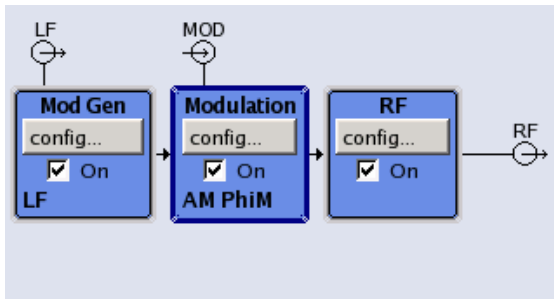 LF
MOD
Mod Gen
config...
On
LF
Modulation
config...
On
AM PhiM
RF
config...
On
RF